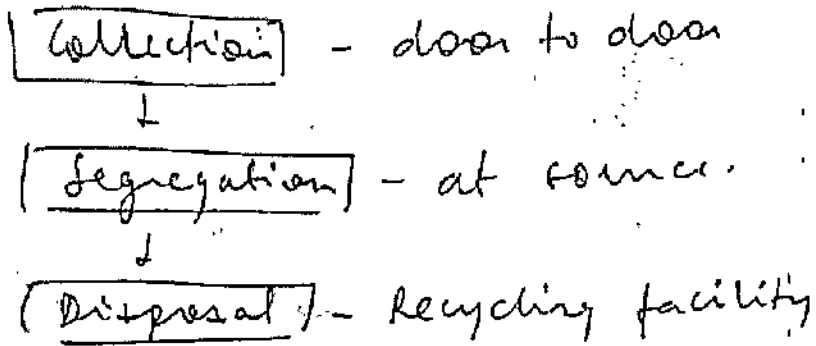 Collection - door to door
↓
Segregation - at source.
↓
Disposal - Recycling facility